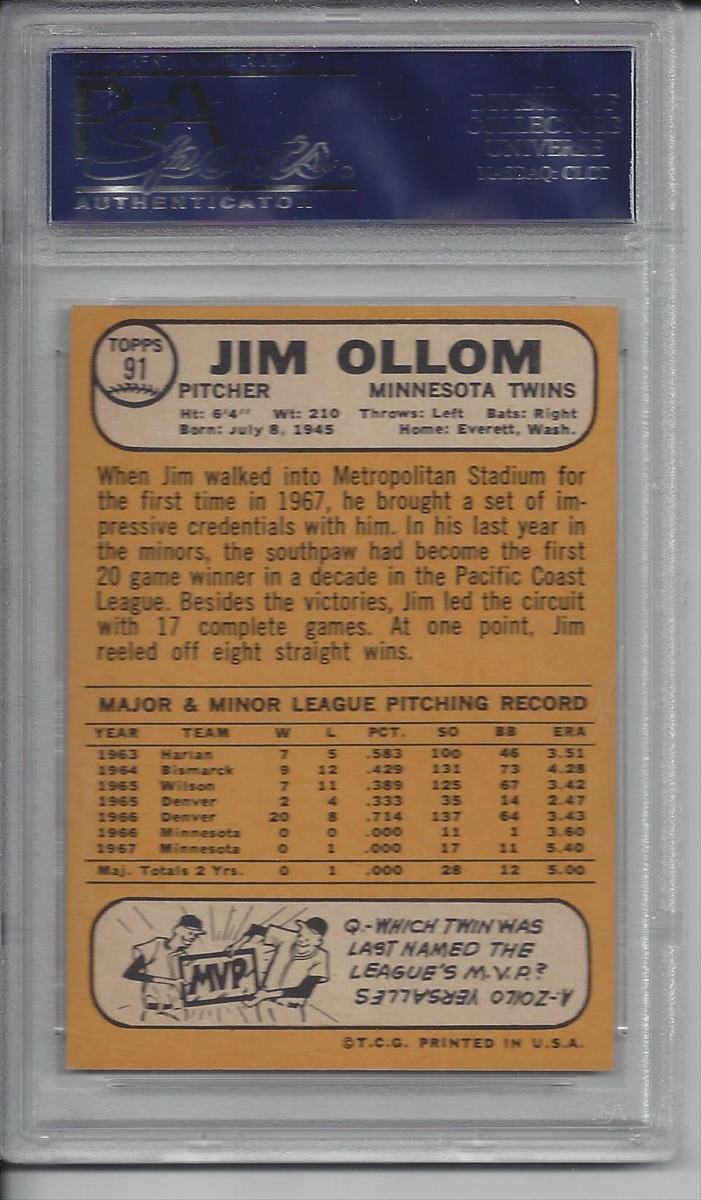 PSA
Sports
AUTHENTICATOR
DIVISION OF
COLLECTORS
UNIVERSE
NASDAQ: CLCT
TOPPS
91
JIM OLLOM
PITCHER MINNESOTA TWINS
Ht: 6'4" Wt: 210 Throws: Left Bats: Right
Born: July 8, 1945 Home: Everett, Wash.
When Jim walked into Metropolitan Stadium for
the first time in 1967, he brought a set of im-
pressive credentials with him. In his last year in
the minors, the southpaw had become the first
20 game winner in a decade in the Pacific Coast
League. Besides the victories, Jim led the circuit
with 17 complete games. At one point, Jim
reeled off eight straight wins.
MAJOR & MINOR LEAGUE PITCHING RECORD
YEAR TEAM W L PCT. SO BB ERA
1963 Harlan 7 5 .583 100 46 3.51
1964 Bismarck 9 12 .429 131 73 4.28
1965 Wilson 7 11 .389 125 67 3.42
1965 Denver 2 4 .333 35 14 2.47
1966 Denver 20 8 .714 137 64 3.43
1966 Minnesota 0 0 .000 11 1 3.60
1967 Minnesota 0 1 .000 17 11 5.40
Maj. Totals 2 Yrs. 0 1 .000 28 12 5.00
MVP
Q.-WHICH TWIN WAS
LAST NAMED THE
LEAGUE'S M.V.P.?
A-ZOILO VERSALLES
©T.C.G. PRINTED IN U.S.A.